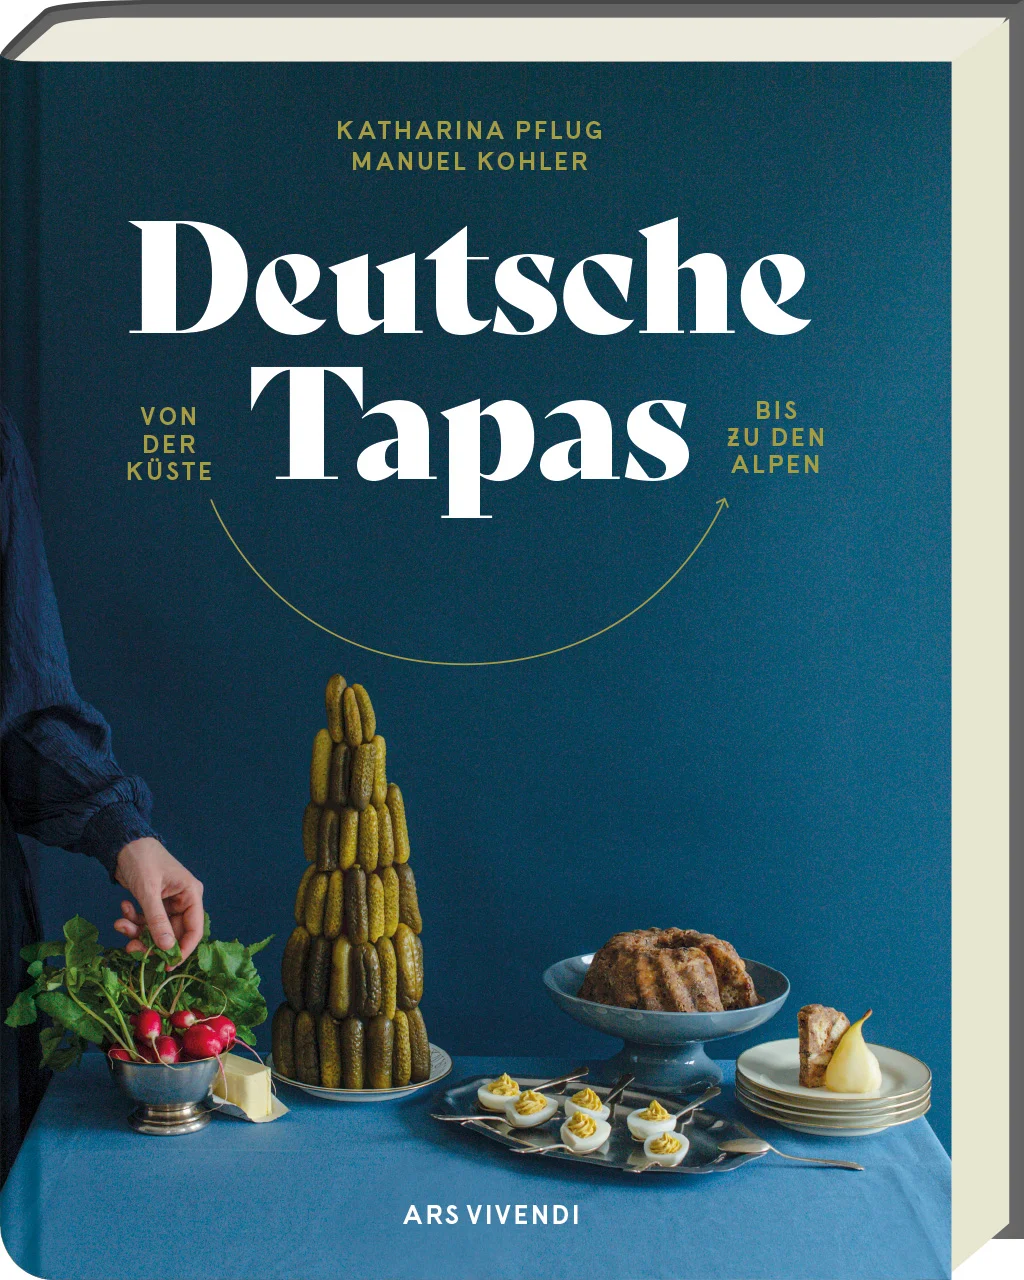 KATHARINA PFLUG
MANUEL KOHLER
Deutsche
Tapas
VON
DER
KÜSTE
BIS
ZU DEN
ALPEN
ARS VIVENDI